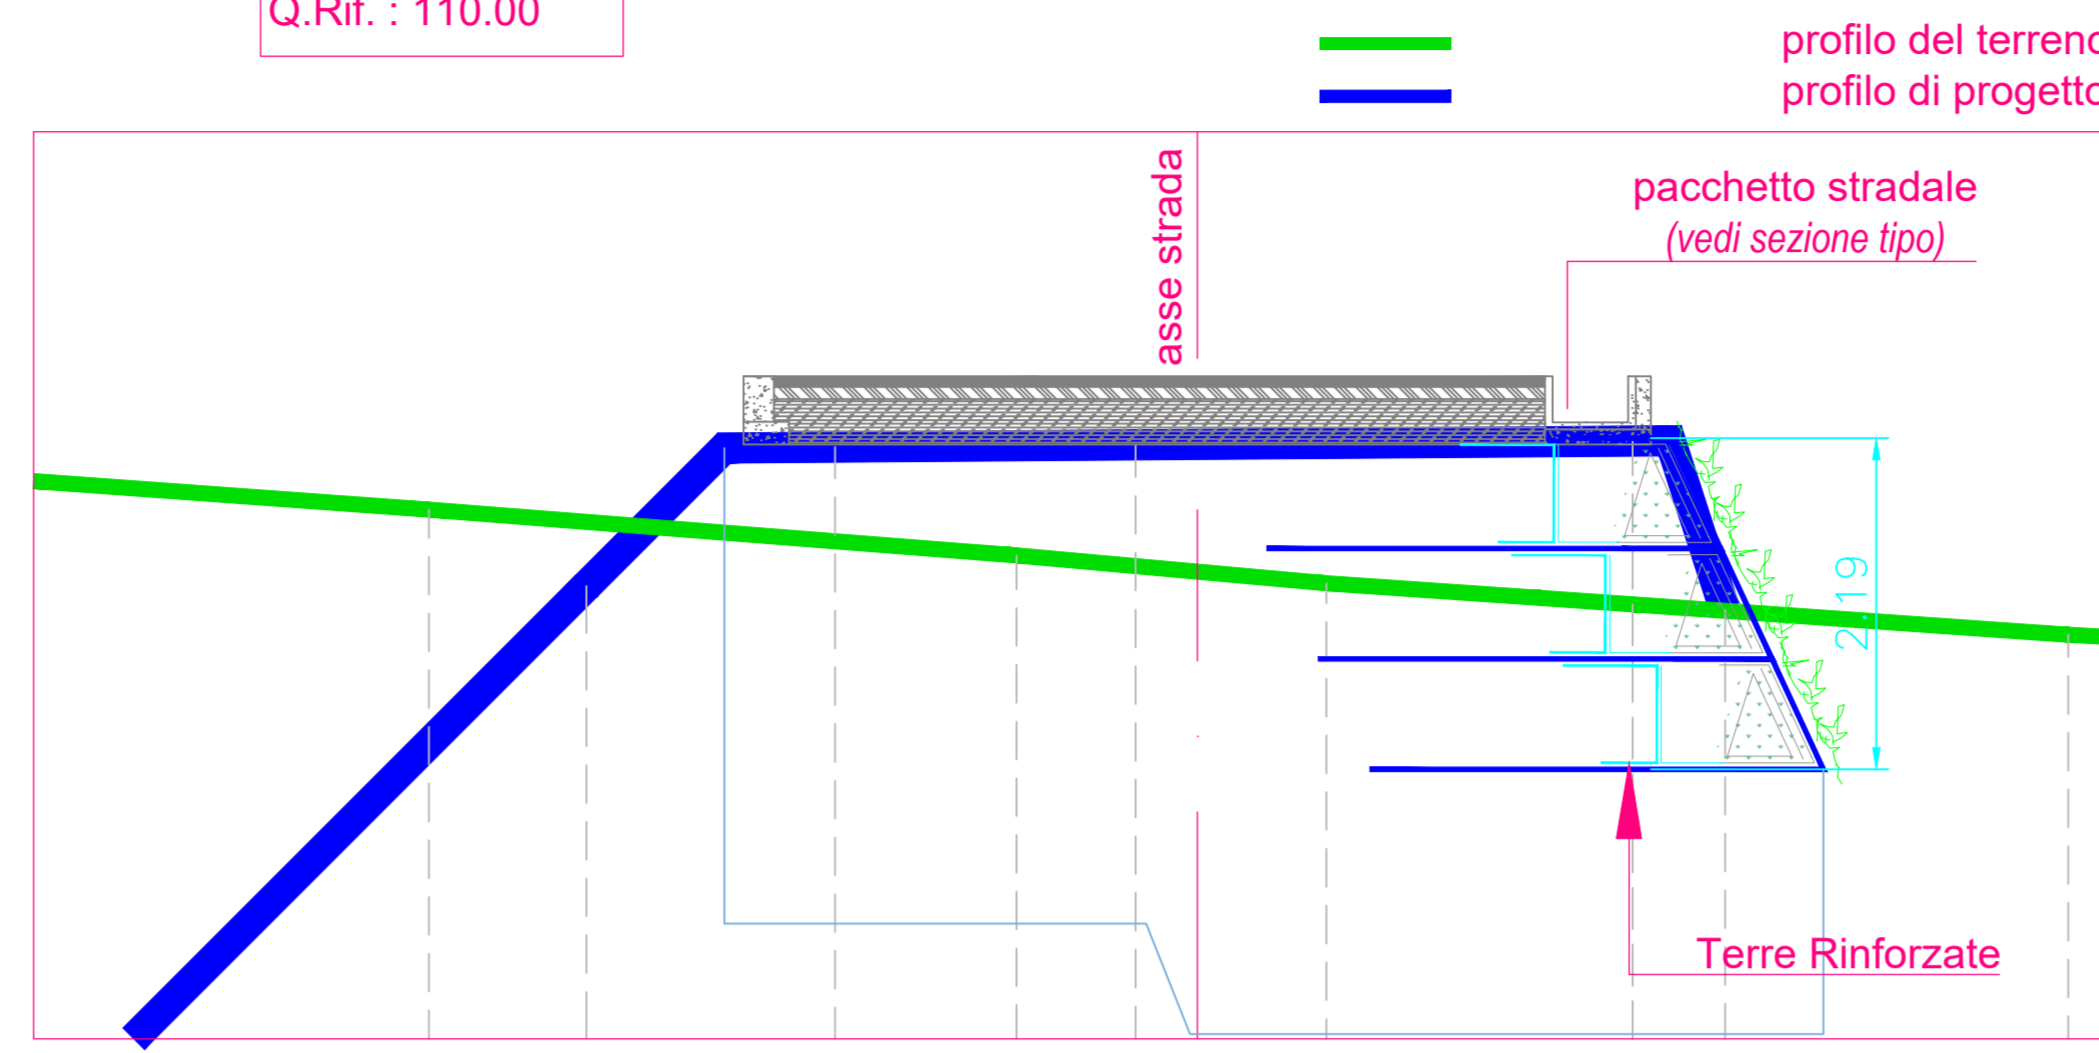 Q.Rif. : 110.00
profilo del terreno
profilo di progetto
asse strada
pacchetto stradale
(vedi sezione tipo)
2.19
Terre Rinforzate